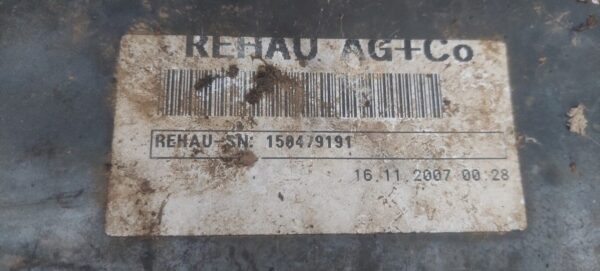 REHAU AG+Co
REHAU-SN: 150479191
16.11.2007 00:28